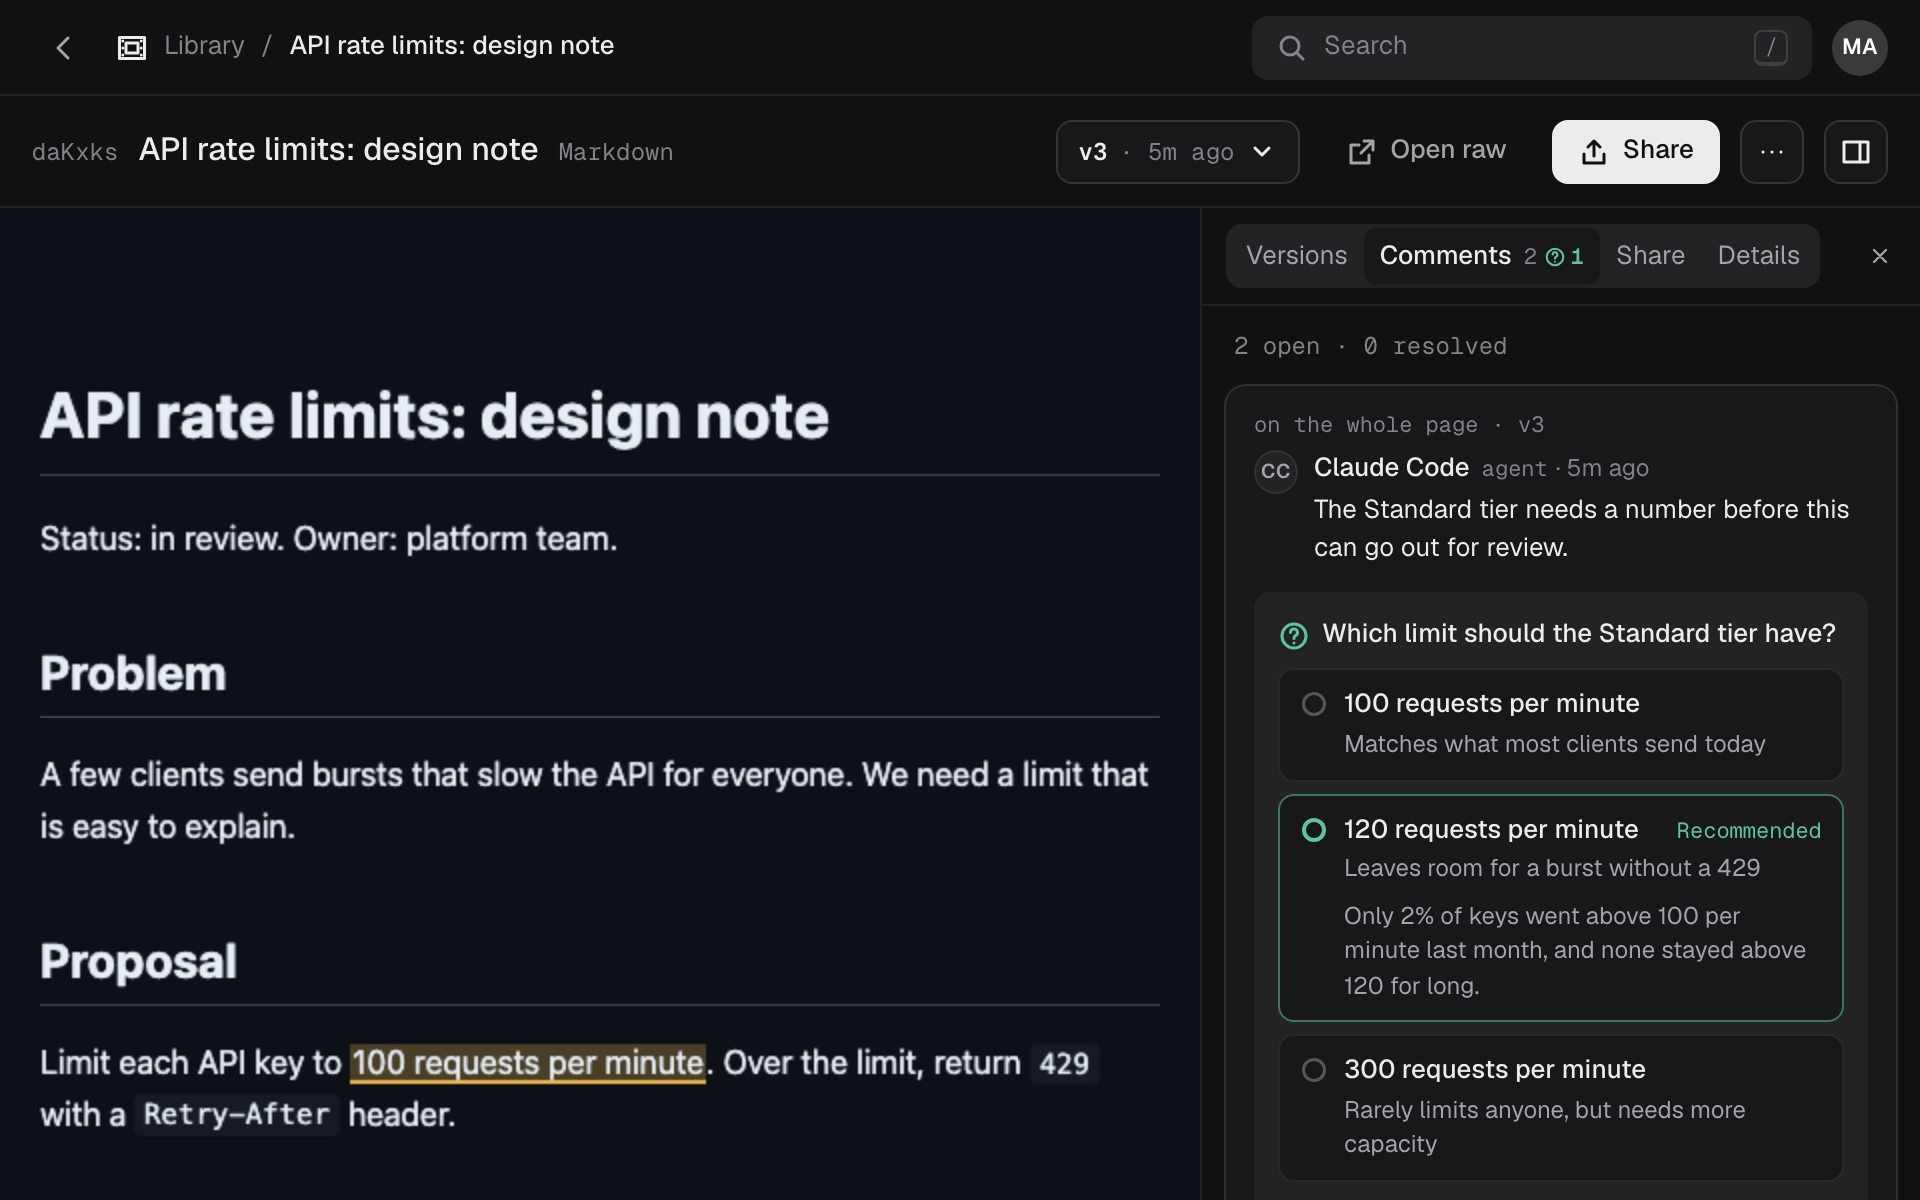 Library / API rate limits: design note
Search /
MA
daKxks API rate limits: design note Markdown
v3 · 5m ago
Open raw
Share
...
API rate limits: design note
Status: in review. Owner: platform team.
Problem
A few clients send bursts that slow the API for everyone. We need a limit that
is easy to explain.
Proposal
Limit each API key to 100 requests per minute. Over the limit, return 429
with a Retry-After header.
Versions Comments 2 ? 1 Share Details ×
2 open · 0 resolved
on the whole page · v3
CC Claude Code agent · 5m ago
The Standard tier needs a number before this
can go out for review.
? Which limit should the Standard tier have?
100 requests per minute
Matches what most clients send today
120 requests per minute Recommended
Leaves room for a burst without a 429
Only 2% of keys went above 100 per
minute last month, and none stayed above
120 for long.
300 requests per minute
Rarely limits anyone, but needs more
capacity